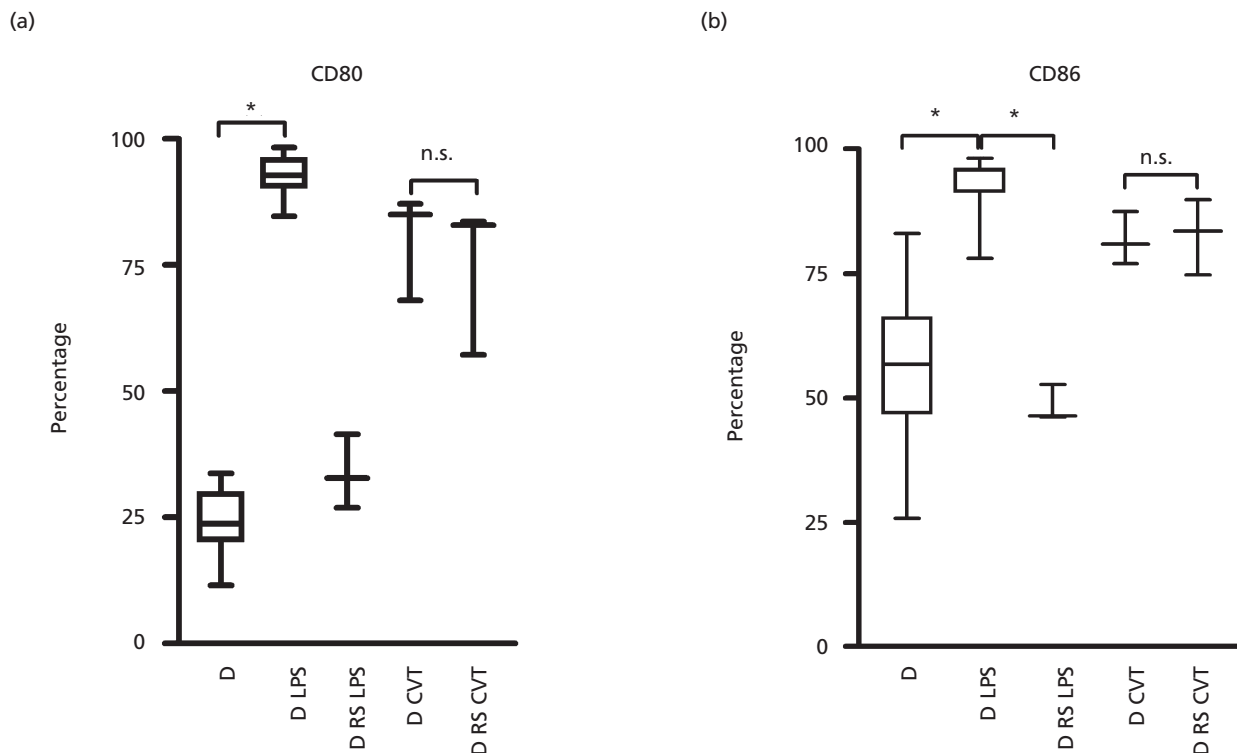 (a)
CD80
*
n.s.
100
75
50
25
0
Percentage
D
D LPS
D RS LPS
D CVT
D RS CVT
(b)
CD86
*
*
n.s.
100
75
50
25
0
Percentage
D
D LPS
D RS LPS
D CVT
D RS CVT